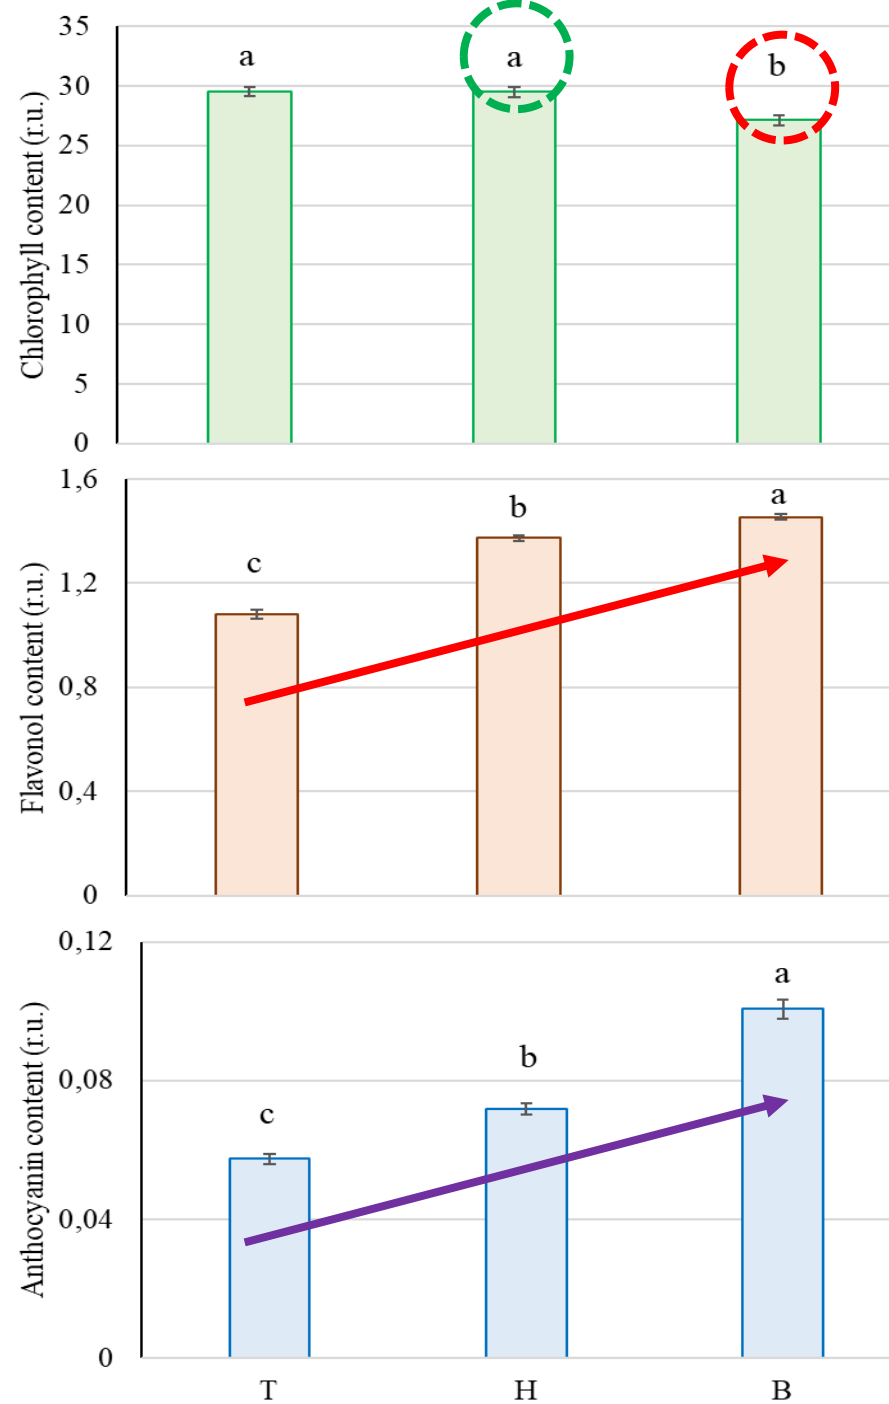 Chlorophyll content (r.u.)
35
30
25
20
15
10
5
0
a
a
b
Flavonol content (r.u.)
1,6
1,2
0,8
0,4
0
c
b
a
Anthocyanin content (r.u.)
0,12
0,08
0,04
0
c
b
a
T H B